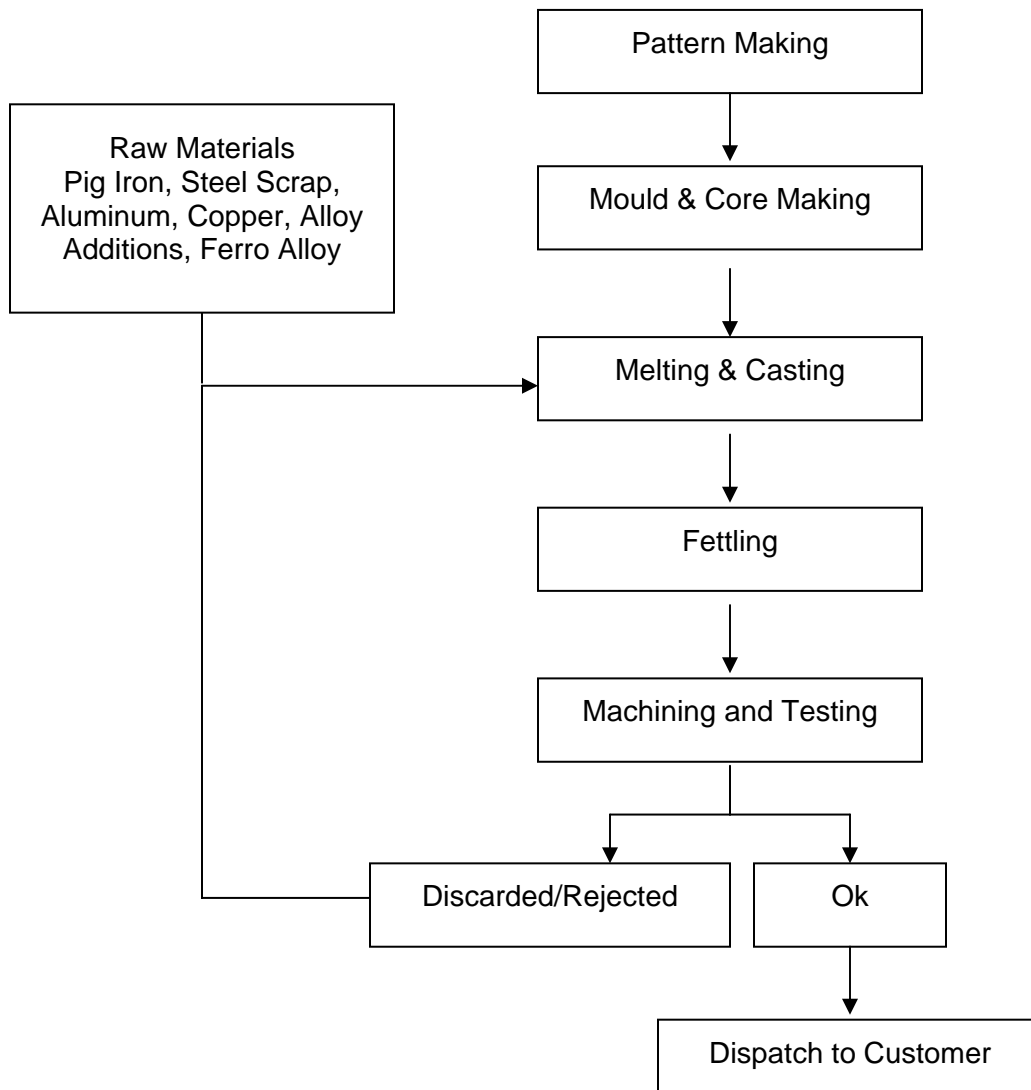 Pattern Making
Raw Materials
Pig Iron, Steel Scrap,
Aluminum, Copper, Alloy
Additions, Ferro Alloy
Mould & Core Making
Melting & Casting
Fettling
Machining and Testing
Discarded/Rejected
Ok
Dispatch to Customer